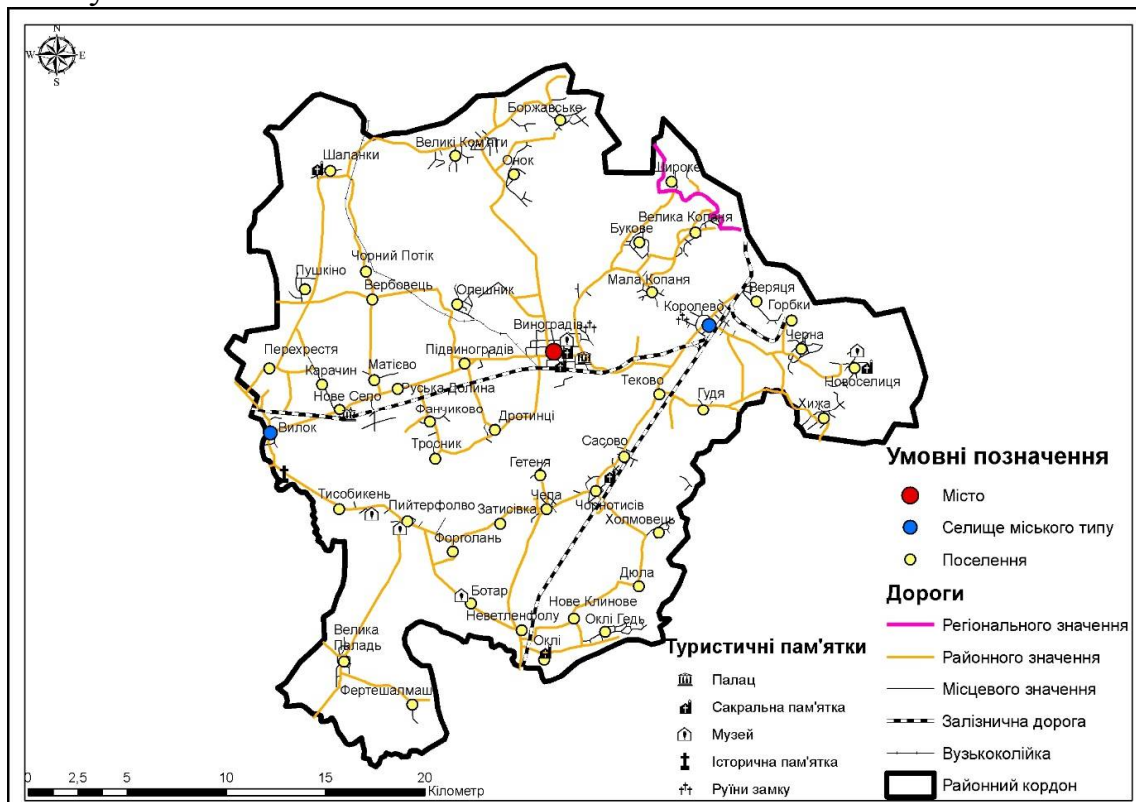 N
W E
S
Боржавське
Великі Ком'яти
Онок
Шаланки
Широке
Велика Копаня
Букове
Чорний Потік
Пушкіно
Вербовець
Опешник
Мала Копаня
Веряця
Королево
Горбки
Виноградів
Черна
Перехрестя
Підвиноградів
Матієво
Карачин
Новоселиця
Руська Долина
Теково
Гудя
Нове Село
Фанчиково
Дротинці
Хижа
Вилок
Тросник
Сасово
Гетеня
Тисобикень
Пийтерфолво
Чепа
Чорнотисів
Затисівка
Холмовець
Форголань
Дюла
Ботар
Нове Клинове
Неветленфолу
Оклі Гедь
Велика
Паладь
Оклі
Фертешалмаш
Умовні позначення
Місто
Селище міського типу
Поселення
Дороги
Регіонального значення
Районного значення
Місцевого значення
Залізнична дорога
Вузькоколійка
Районний кордон
Туристичні пам'ятки
Палац
Сакральна пам'ятка
Музей
Історична пам'ятка
Руїни замку
0 2,5 5 10 15 20
Кілометр